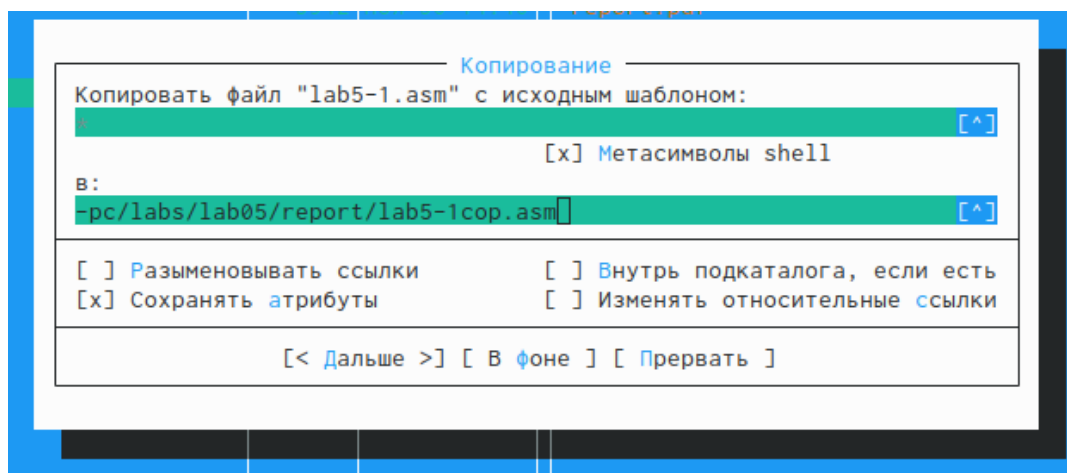 Копирование
Копировать файл "lab5-1.asm" с исходным шаблоном:
* [^]
[x] Метасимволы shell
в:
-pc/labs/lab05/report/lab5-1cop.asm [^]
[ ] Разыменовывать ссылки [ ] Внутрь подкаталога, если есть
[x] Сохранять атрибуты [ ] Изменять относительные ссылки
[< Дальше >] [ В фоне ] [ Прервать ]